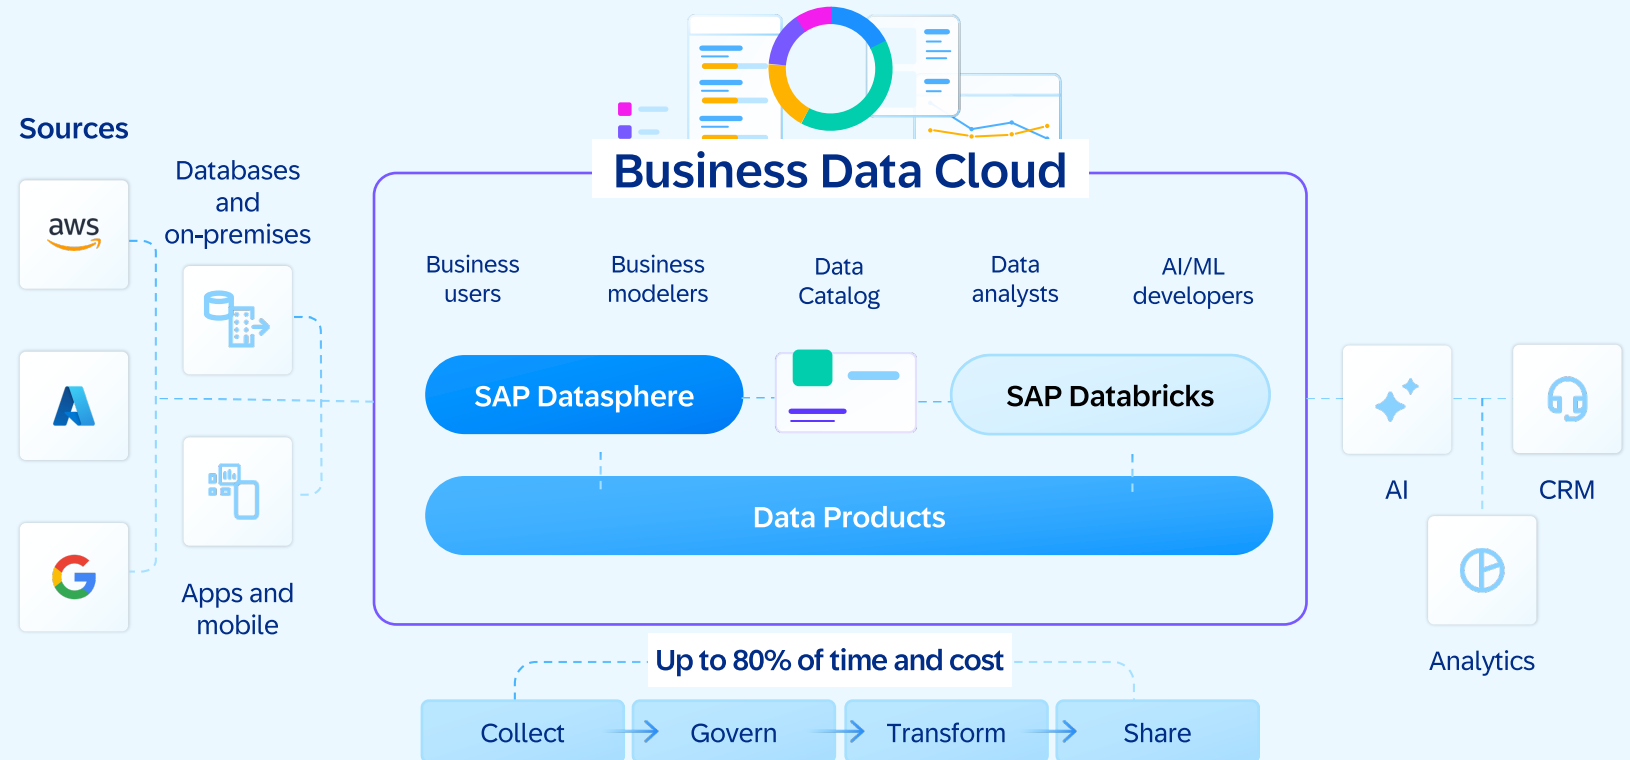 Business Data Cloud
Sources
aws
Databases
and
on-premises
Apps and
mobile
Business
users
Business
modelers
Data
Catalog
Data
analysts
AI/ML
developers
SAP Datasphere
SAP Databricks
Data Products
AI
CRM
Analytics
Up to 80% of time and cost
Collect
Govern
Transform
Share